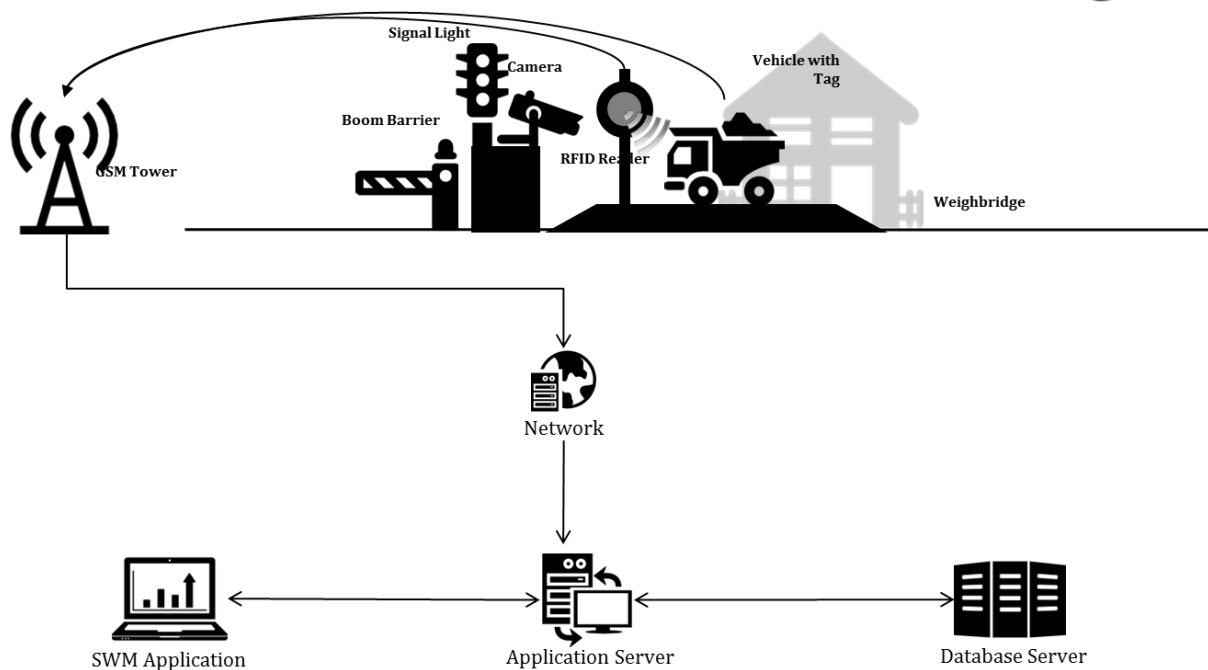 Signal Light
Camera
Vehicle with
Tag
Boom Barrier
RFID Reader
GSM Tower
Weighbridge
Network
SWM Application
Application Server
Database Server